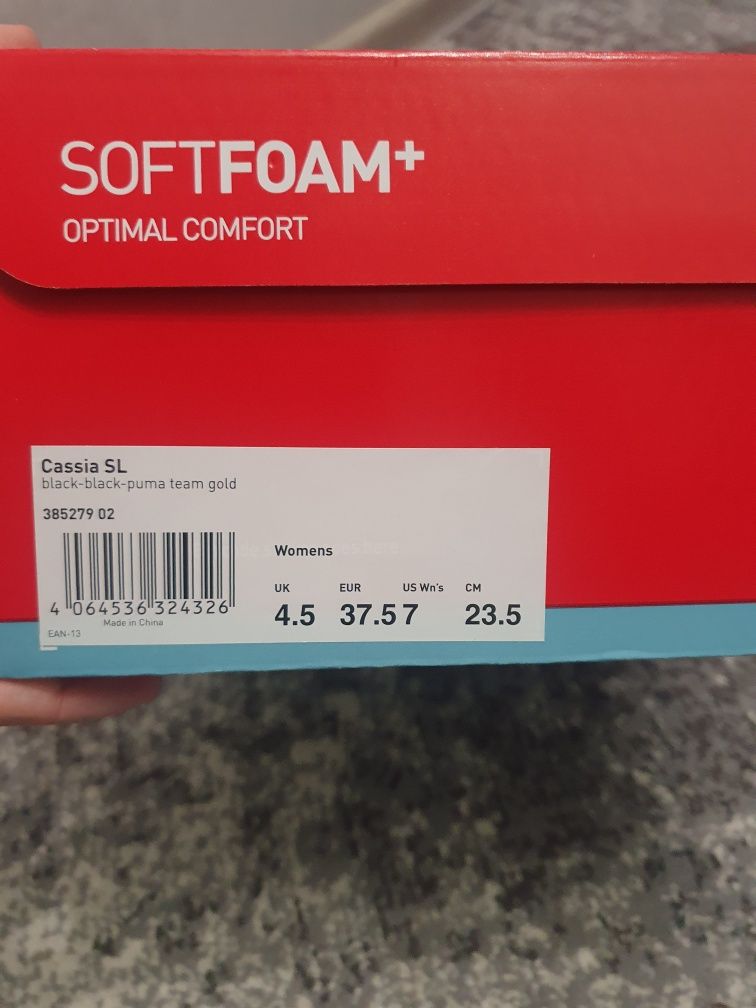 SOFTFOAM+
OPTIMAL COMFORT
Cassia SL
black-black-puma team gold
385279 02
Womens
UK EUR US Wn's CM
4.5 37.5 7 23.5
4 064536 324326
Made in China
EAN-13